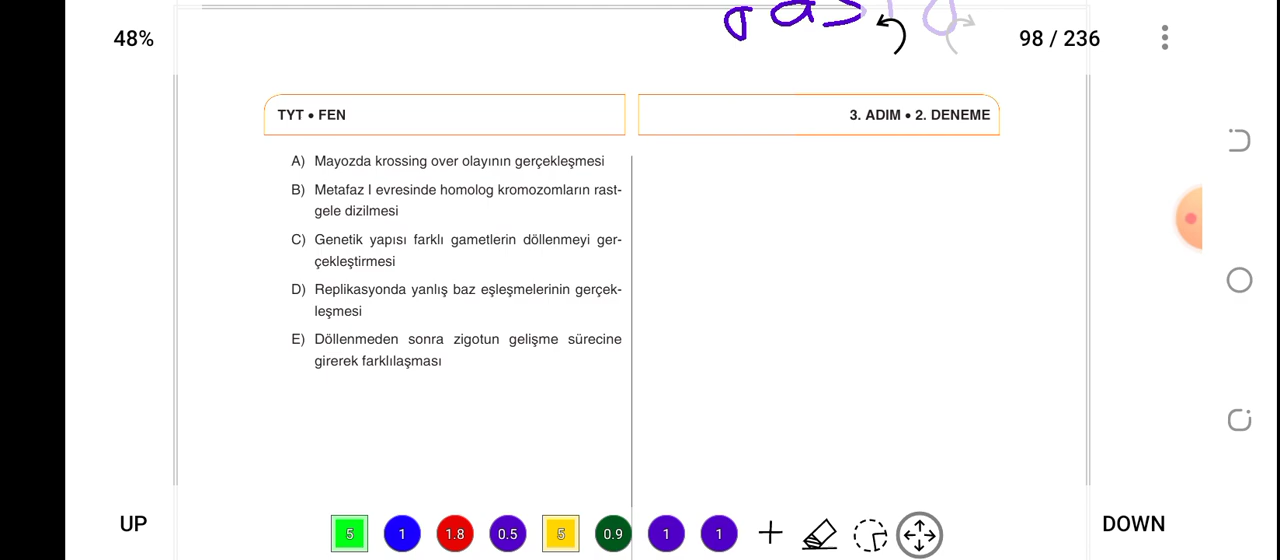 48%
98 / 236
TYT • FEN
3. ADIM • 2. DENEME
A) Mayozda krossing over olayının gerçekleşmesi
B) Metafaz I evresinde homolog kromozomların rast-
gele dizilmesi
C) Genetik yapısı farklı gametlerin döllenmeyi ger-
çekleştirmesi
D) Replikasyonda yanlış baz eşleşmelerinin gerçek-
leşmesi
E) Döllenmeden sonra zigotun gelişme sürecine
girerek farklılaşması
UP
5
1
1.8
0.5
5
0.9
1
1
DOWN